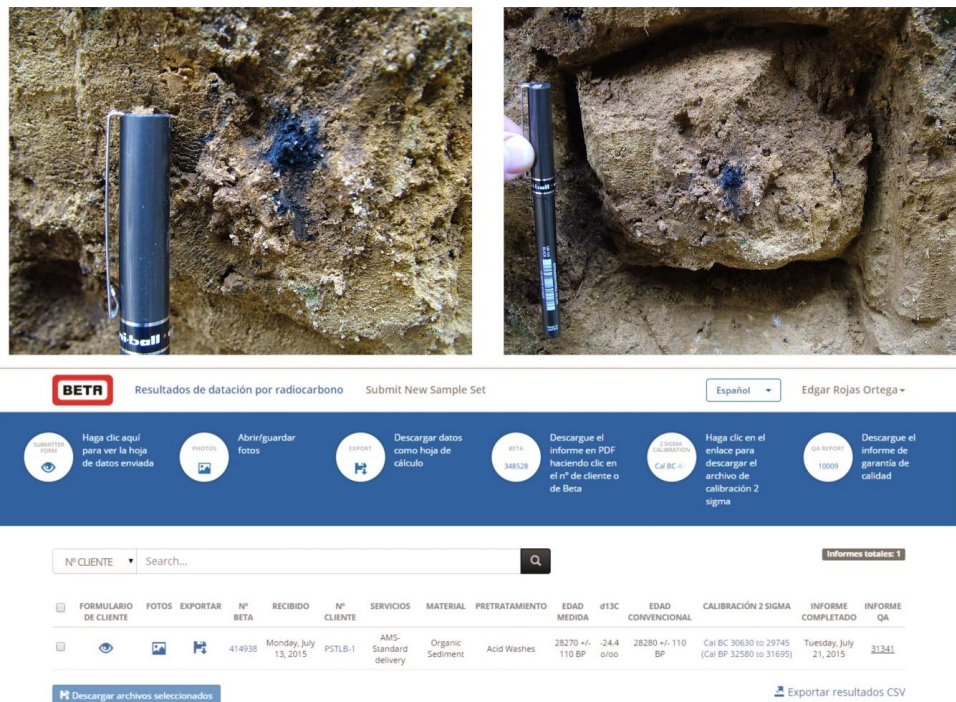 uni-ball
uni-ball
BETA
Resultados de datación por radiocarbono
Submit New Sample Set
Español
Edgar Rojas Ortega
SUBMITTER
FORM
Haga clic aquí
para ver la hoja
de datos enviada
PHOTOS
Abrir/guardar
fotos
EXPORT
Descargar datos
como hoja de
cálculo
BETA
348528
Descargue el
informe en PDF
haciendo clic en
el nº de cliente o
de Beta
2 SIGMA
CALIBRATION
Cal BC 40
Haga clic en el
enlace para
descargar el
archivo de
calibración 2
sigma
QA REPORT
10009
Descargue el
informe de
garantía de
calidad
Nº CLIENTE
Search...
Informes totales: 1
FORMULARIO
DE CLIENTE
FOTOS
EXPORTAR
Nº
BETA
RECIBIDO
Nº
CLIENTE
SERVICIOS
MATERIAL
PRETRATAMIENTO
EDAD
MEDIDA
d13C
EDAD
CONVENCIONAL
CALIBRACIÓN 2 SIGMA
INFORME
COMPLETADO
INFORME
QA
414938
Monday, July
13, 2015
PSTLB-1
AMS-
Standard
delivery
Organic
Sediment
Acid Washes
28270 +/-
110 BP
-24.4
o/oo
28280 +/- 110
BP
Cal BC 30630 to 29745
(Cal BP 32580 to 31695)
Tuesday, July
21, 2015
31341
Descargar archivos seleccionados
Exportar resultados CSV